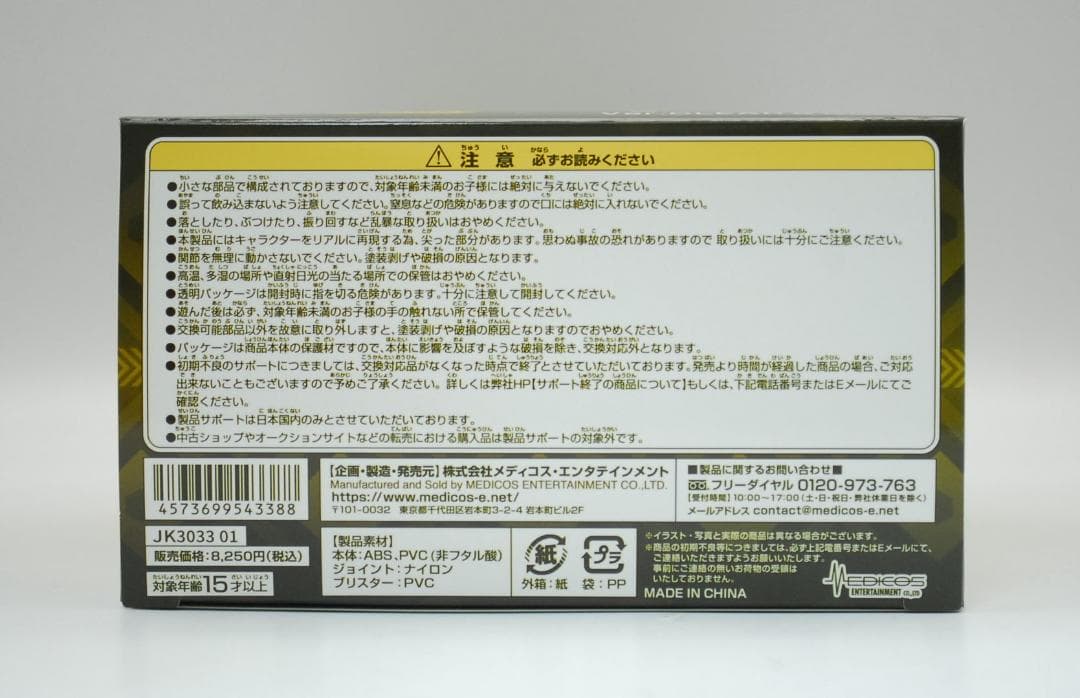 注意 必ずお読みください
●小さな部品で構成されておりますので、対象年齢未満のお子様には絶対に与えないでください。
●誤って飲み込まないよう注意してください。窒息などの危険がありますので口には絶対に入れないでください。
●落としたり、ぶつけたり、振り回すなど乱暴な取り扱いはおやめください。
●本製品にはキャラクターをリアルに再現する為、尖った部分があります。思わぬ事故の恐れがありますので 取り扱いには十分にご注意ください。
●関節を無理に動かさないでください。塗装剥げや破損の原因となります。
●高温、多湿の場所や直射日光の当たる場所での保管はおやめください。
●透明パッケージは開封時に指を切る危険があります。十分に注意して開封してください。
●遊んだ後は必ず、対象年齢未満のお子様の手の触れない所で保管してください。
●交換可能部品以外を故意に取り外しますと、塗装剥げや破損の原因となりますのでおやめください。
●パッケージは商品本体の保護材ですので、本体に影響を及ぼすような破損を除き、交換対応外となります。
●初期不良のサポートにつきましては、交換対応品がなくなった時点で終了とさせていただいております。発売より時間が経過した商品の場合、ご対応
出来ないこともございますので予めご了承ください。詳しくは弊社HP【サポート終了の商品について】もしくは、下記電話番号またはEメールにてご
確認ください。
●製品サポートは日本国内のみとさせていただいております。
●中古ショップやオークションサイトなどの転売における購入品は製品サポートの対象外です。
4573699543388
【企画・製造・発売元】株式会社メディコス・エンタテインメント
Manufactured and Sold by MEDICOS ENTERTAINMENT CO.,LTD.
https://www.medicos-e.net/
〒101-0032 東京都千代田区岩本町3-2-4 岩本町ビル2F
■製品に関するお問い合わせ■
フリーダイヤル 0120-973-763
【受付時間】10:00〜17:00(土・日・祝日・弊社休業日を除く)
メールアドレス contact@medicos-e.net
JK3033 01
販売価格:8,250円(税込)
対象年齢15才以上
【製品素材】
本体:ABS、PVC(非フタル酸)
ジョイント:ナイロン
ブリスター:PVC
紙
外箱:紙
プラ
袋:PP
※イラスト・写真と実際の商品は異なる場合がございます。
※商品の初期不良等につきましては、必ず上記電話番号またはEメールにて、
ご連絡いただきますようお願いいたします。
事前にご連絡の無いお荷物の受領は
いたしておりません。
MADE IN CHINA
MEDICOS
ENTERTAINMENT CO.,LTD